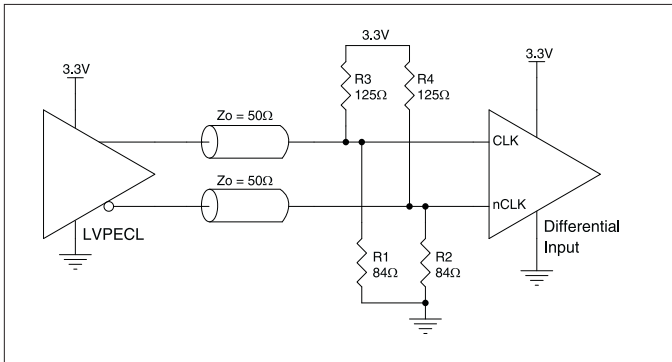 3.3V
3.3V
3.3V
R3
125Ω
R4
125Ω
Zo = 50Ω
CLK
Zo = 50Ω
nCLK
LVPECL
Differential
Input
R1
84Ω
R2
84Ω